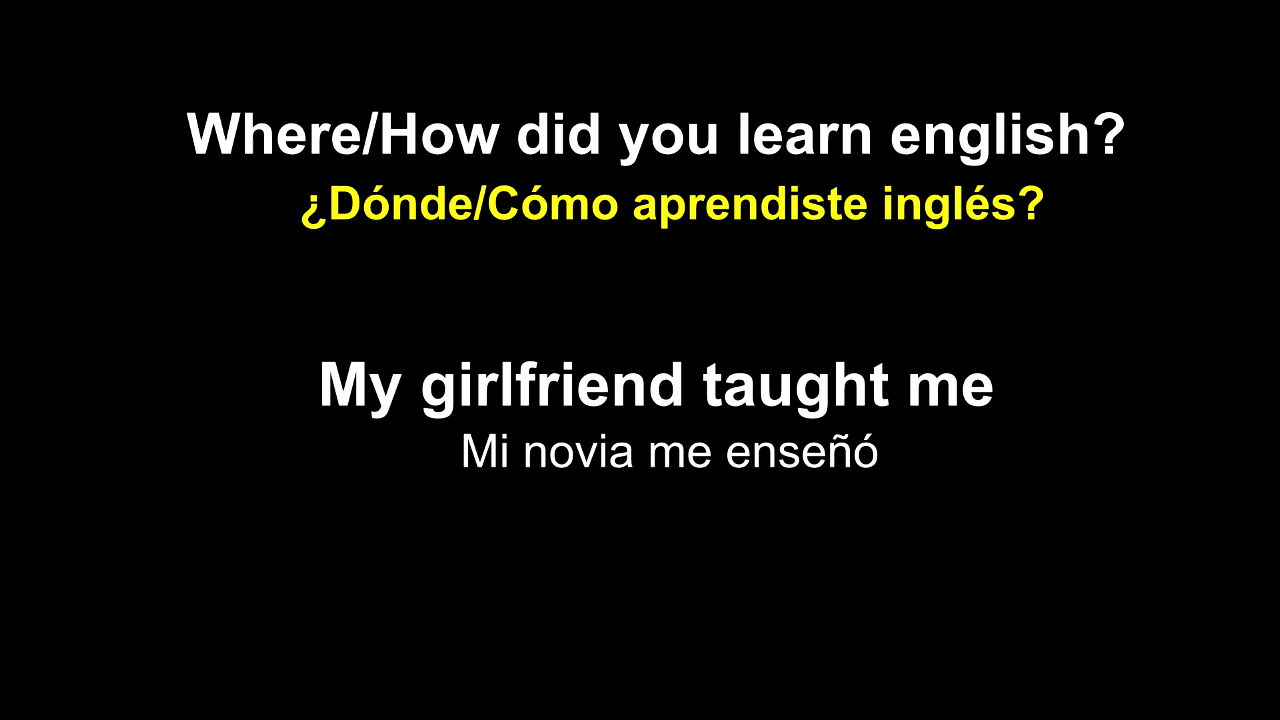 Where/How did you learn english?
¿Dónde/Cómo aprendiste inglés?
My girlfriend taught me
Mi novia me enseñó